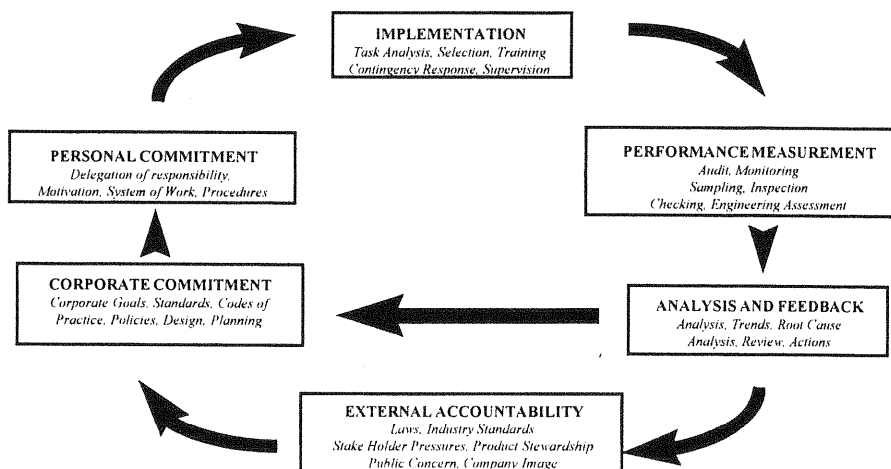 IMPLEMENTATION
Task Analysis, Selection, Training
Contingency Response, Supervision
PERSONAL COMMITMENT
Delegation of responsibility,
Motivation, System of Work, Procedures
PERFORMANCE MEASUREMENT
Audit, Monitoring
Sampling, Inspection
Checking, Engineering Assessment
CORPORATE COMMITMENT
Corporate Goals, Standards, Codes of
Practice, Policies, Design, Planning
ANALYSIS AND FEEDBACK
Analysis, Trends, Root Cause
Analysis, Review, Actions
EXTERNAL ACCOUNTABILITY
Laws, Industry Standards
Stake Holder Pressures, Product Stewardship
Public Concern, Company Image